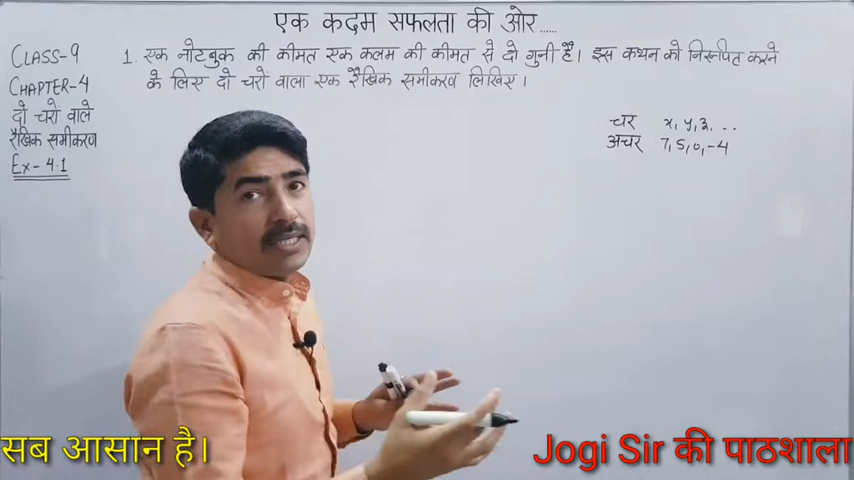 एक कदम सफलता की ओर......
CLASS-9
CHAPTER-4
दो चरों वाले
रैखिक समीकरण
Ex- 4.1
1. एक नोटबुक की कीमत एक कलम की कीमत से दो गुनी है। इस कथन को निरूपित करने
के लिए दो चरों वाला एक रैखिक समीकरण लिखिए।
चर x, y, z, ...
अचर 7, 5, 0, -4
सब आसान है।
Jogi Sir की पाठशाला